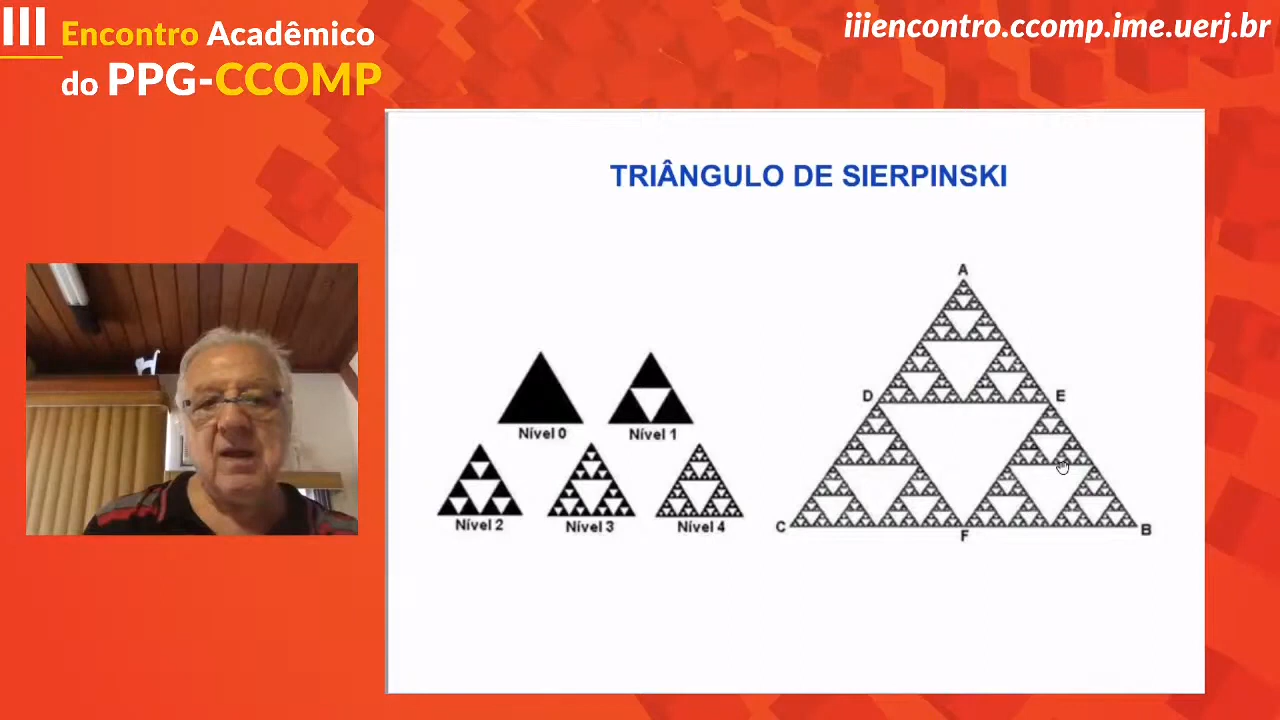 III Encontro Acadêmico
do PPG-CCOMP
iiiencontro.ccomp.ime.uerj.br
TRIÂNGULO DE SIERPINSKI
A
D
E
C
F
B
Nível 0
Nível 1
Nível 2
Nível 3
Nível 4